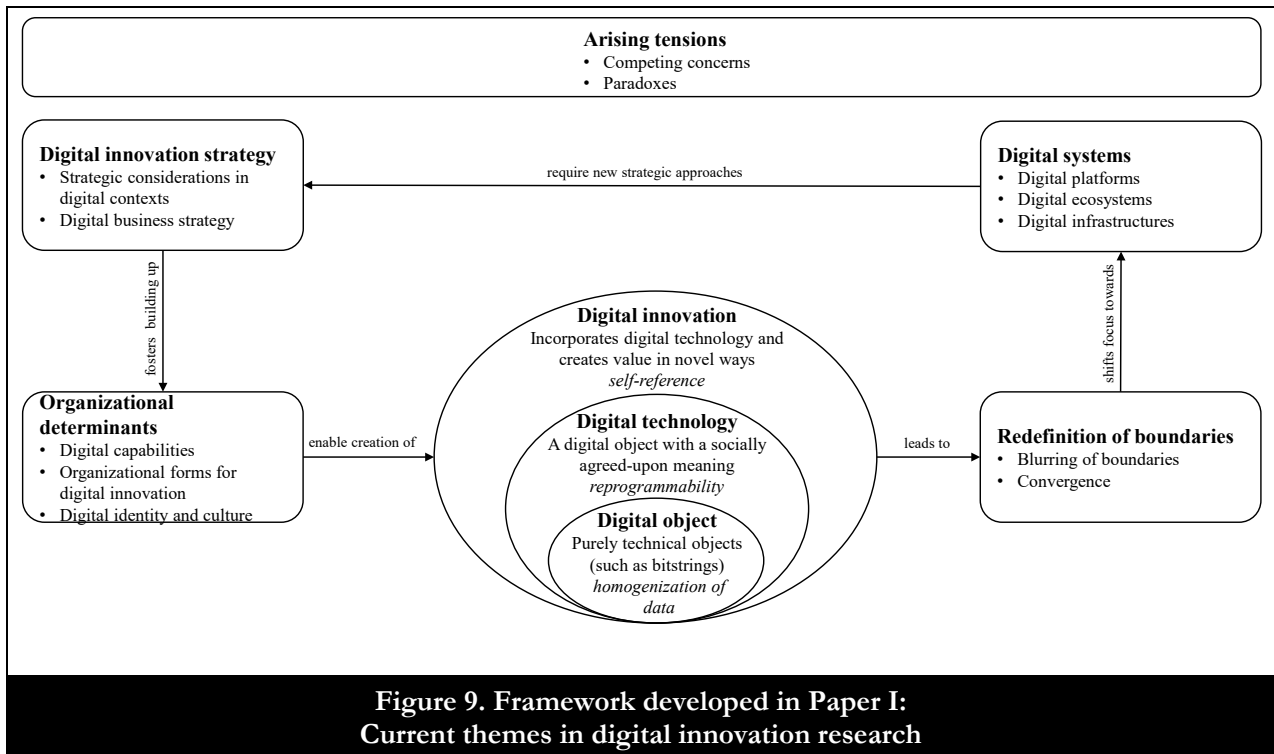 Arising tensions
• Competing concerns
• Paradoxes
Digital innovation strategy
• Strategic considerations in
digital contexts
• Digital business strategy
require new strategic approaches
Digital systems
• Digital platforms
• Digital ecosystems
• Digital infrastructures
fosters building up
shifts focus towards
Organizational
determinants
• Digital capabilities
• Organizational forms for
digital innovation
• Digital identity and culture
enable creation of
Digital innovation
Incorporates digital technology and
creates value in novel ways
self-reference
Digital technology
A digital object with a socially
agreed-upon meaning
reprogrammability
Digital object
Purely technical objects
(such as bitstrings)
homogenization of
data
leads to
Redefinition of boundaries
• Blurring of boundaries
• Convergence
Figure 9. Framework developed in Paper I:
Current themes in digital innovation research